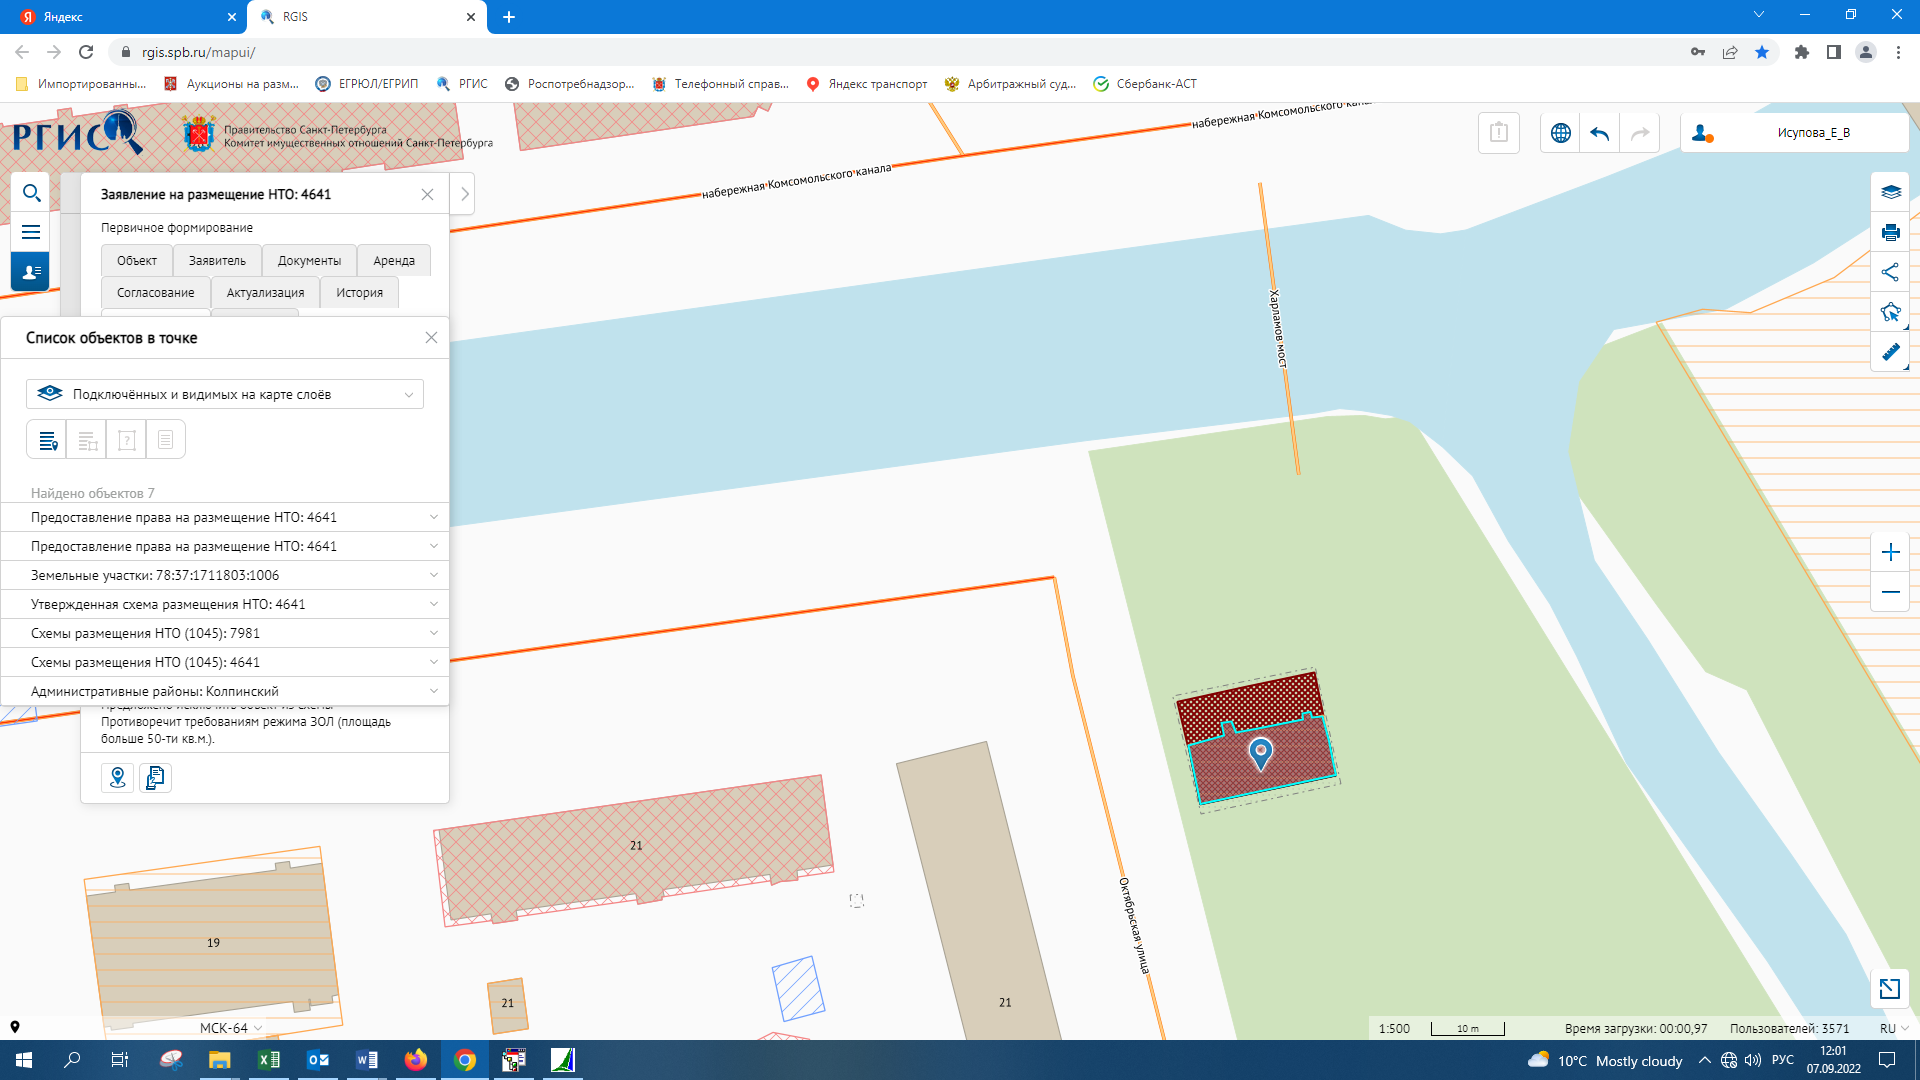 Яндекс
RGIS
rgis.spb.ru/mapui/
Импортированны...
Аукционы на разм...
ЕГРЮЛ/ЕГРИП
РГИС
Роспотребнадзор...
Телефонный справ...
Яндекс транспорт
Арбитражный суд...
Сбербанк-АСТ
РГИС
Правительство Санкт-Петербурга
Комитет имущественных отношений Санкт-Петербурга
Исупова_Е_В
Заявление на размещение НТО: 4641
Первичное формирование
Объект
Заявитель
Документы
Аренда
Согласование
Актуализация
История
Список объектов в точке
Подключённых и видимых на карте слоёв
Найдено объектов 7
Предоставление права на размещение НТО: 4641
Предоставление права на размещение НТО: 4641
Земельные участки: 78:37:1711803:1006
Утвержденная схема размещения НТО: 4641
Схемы размещения НТО (1045): 7981
Схемы размещения НТО (1045): 4641
Административные районы: Колпинский
Противоречит требованиям режима ЗОЛ (площадь
больше 50-ти кв.м.).
набережная Комсомольского канала
набережная Комсомольского кана
Харламов мост
Октябрьская улица
21
19
21
21
МСК-64
1:500
10 m
Время загрузки: 00:00,97
Пользователей: 3571
RU
10°C Mostly cloudy
РУС
12:01
07.09.2022